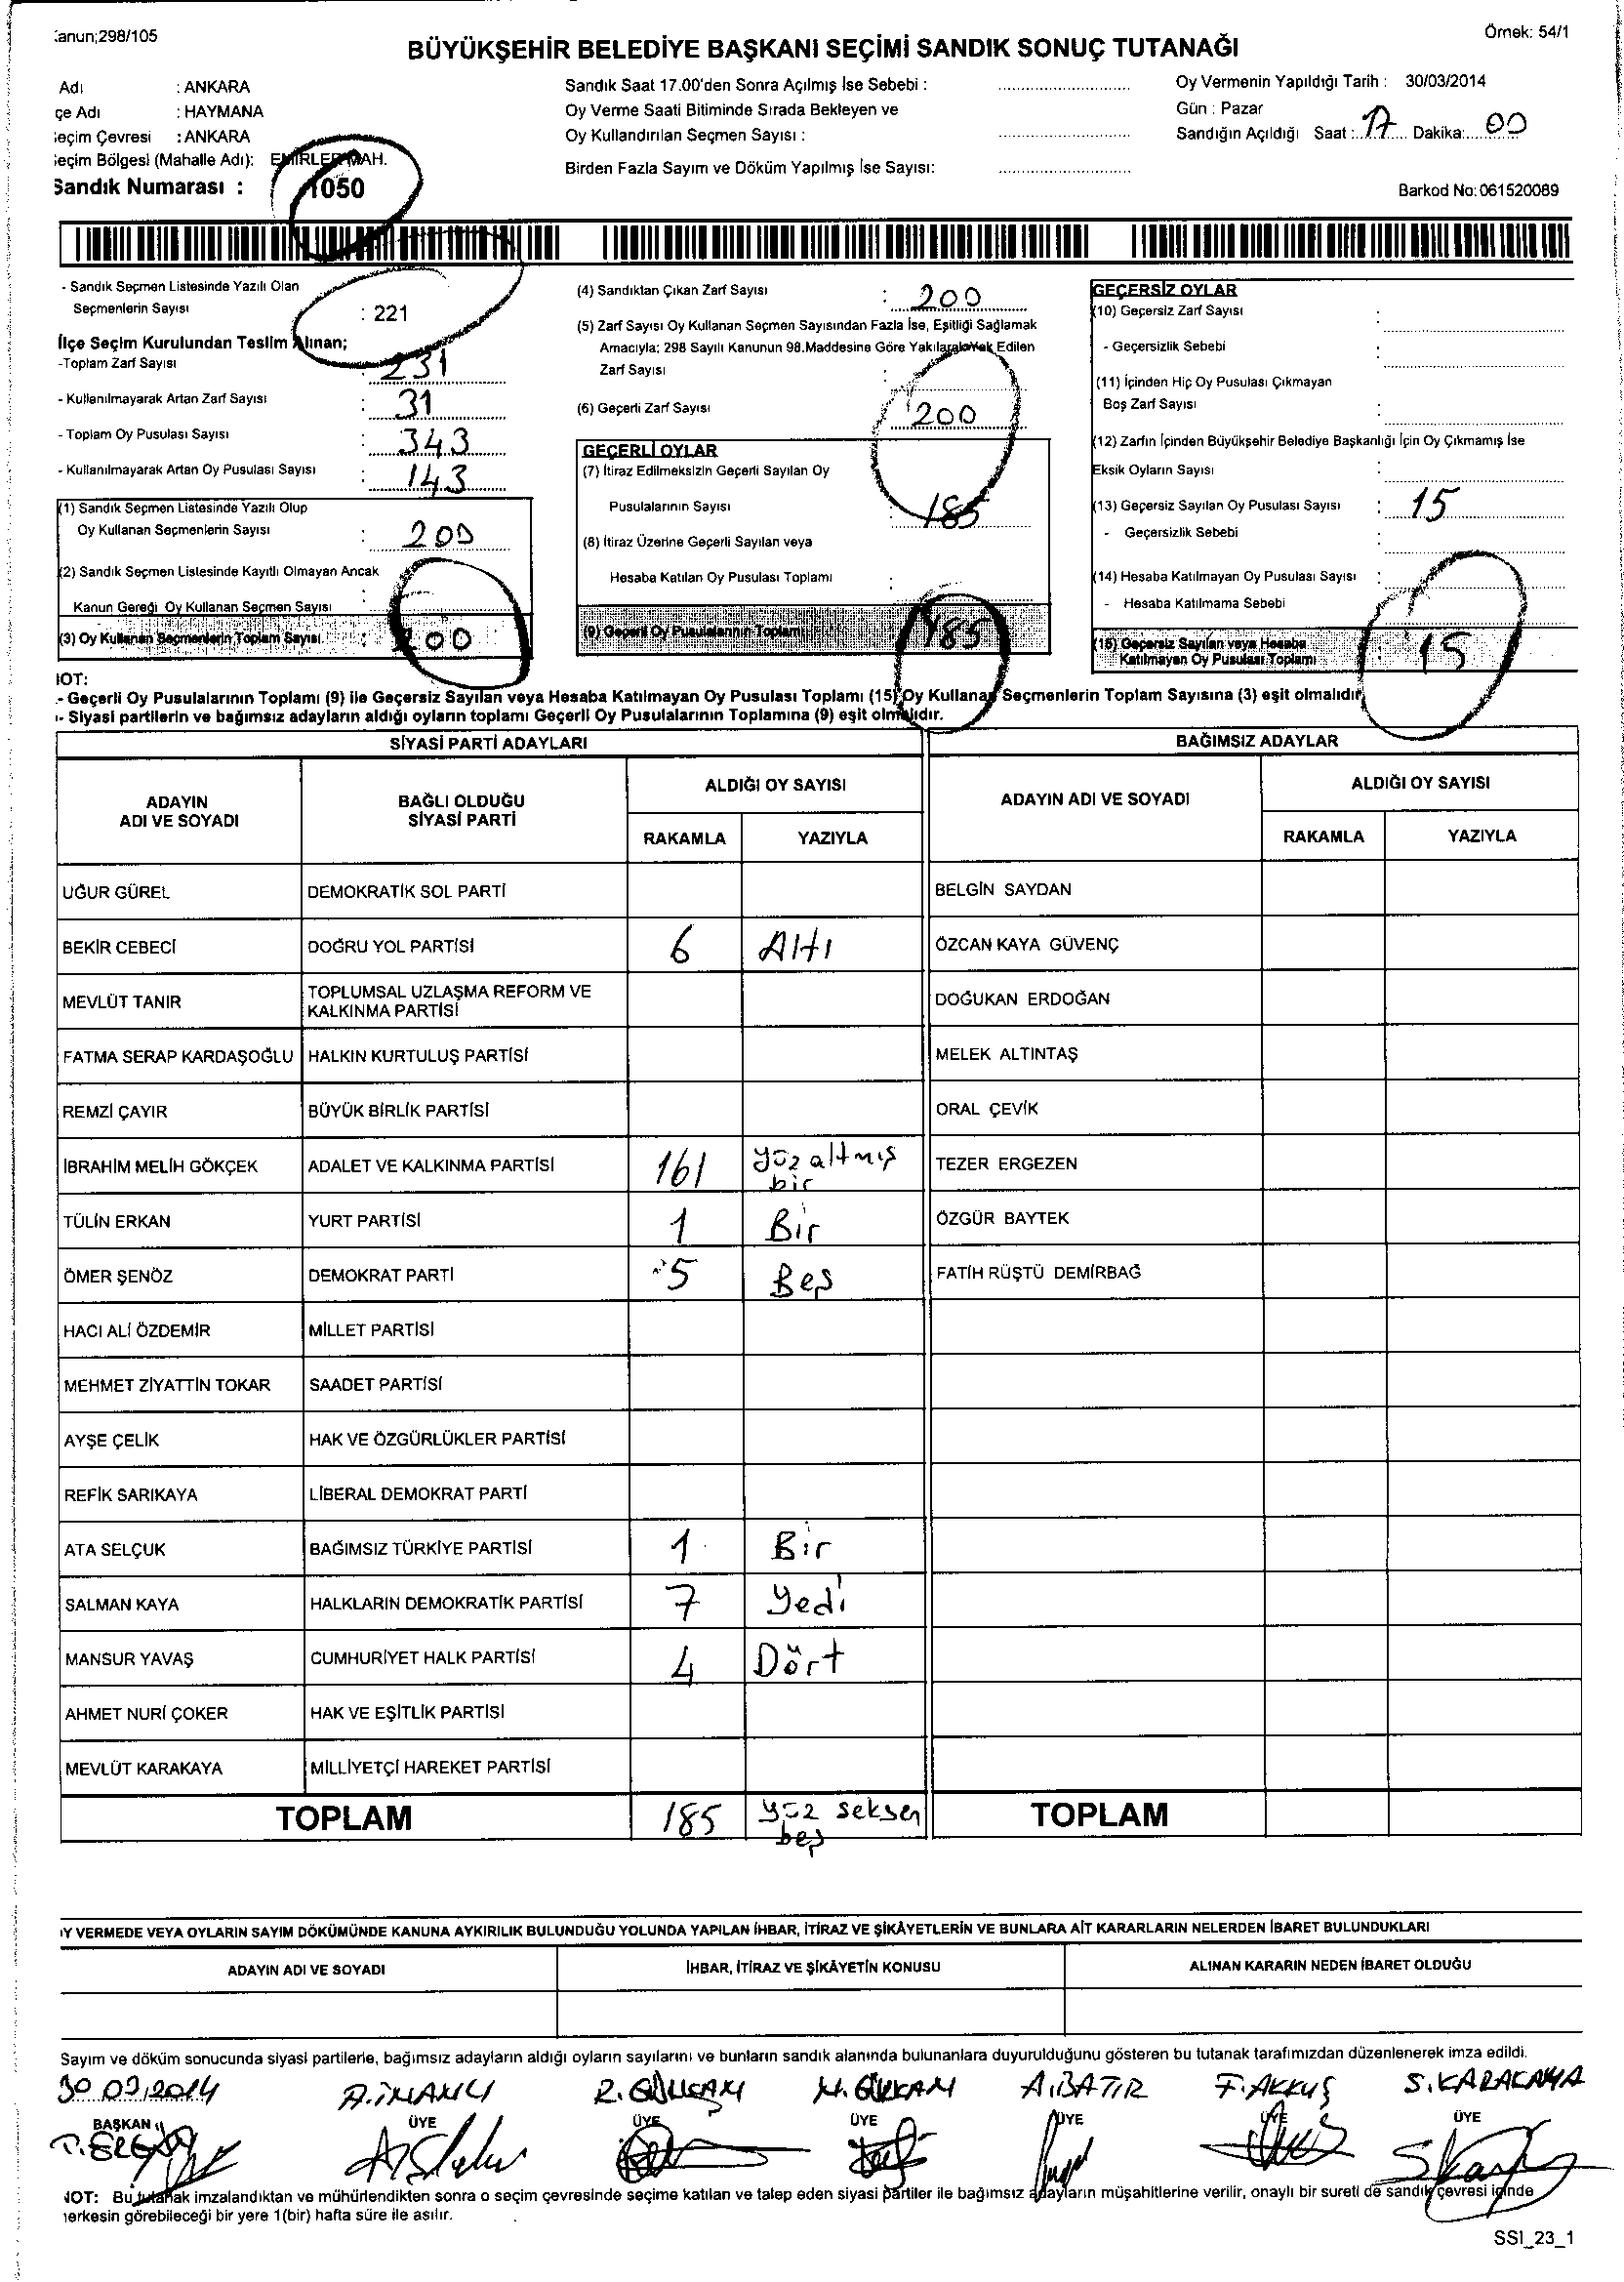 Kanun;298/105
Örnek: 54/1
BÜYÜKŞEHİR BELEDİYE BAŞKANI SEÇİMİ SANDIK SONUÇ TUTANAĞI
Adı : ANKARA
çe Adı : HAYMANA
eçim Çevresi : ANKARA
eçim Bölgesi (Mahalle Adı): EMİRLER MAH.
Sandık Numarası : 1050
Sandık Saat 17.00'den Sonra Açılmış İse Sebebi :
Oy Verme Saati Bitiminde Sırada Bekleyen ve
Oy Kullandırılan Seçmen Sayısı :
Birden Fazla Sayım ve Döküm Yapılmış İse Sayısı:
Oy Vermenin Yapıldığı Tarih : 30/03/2014
Gün : Pazar
Sandığın Açıldığı Saat : 17 Dakika: 00
Barkod No: 061520089
- Sandık Seçmen Listesinde Yazılı Olan
Seçmenlerin Sayısı : 221
İlçe Seçim Kurulundan Teslim Alınan;
-Toplam Zarf Sayısı : 231
- Kullanılmayarak Artan Zarf Sayısı : 31
- Toplam Oy Pusulası Sayısı : 343
- Kullanılmayarak Artan Oy Pusulası Sayısı : 143
(1) Sandık Seçmen Listesinde Yazılı Olup
Oy Kullanan Seçmenlerin Sayısı : 200
(2) Sandık Seçmen Listesinde Kayıtlı Olmayan Ancak
Kanun Gereği Oy Kullanan Seçmen Sayısı :
(3) Oy Kullanan Seçmenlerin Toplam Sayısı : 200
(4) Sandıktan Çıkan Zarf Sayısı : 200
(5) Zarf Sayısı Oy Kullanan Seçmen Sayısından Fazla İse, Eşitliği Sağlamak
Amacıyla; 298 Sayılı Kanunun 98.Maddesine Göre Yakılarak Yok Edilen
Zarf Sayısı :
(6) Geçerli Zarf Sayısı : 200
GEÇERLİ OYLAR
(7) İtiraz Edilmeksizin Geçerli Sayılan Oy
Pusulalarının Sayısı : 185
(8) İtiraz Üzerine Geçerli Sayılan veya
Hesaba Katılan Oy Pusulası Toplamı :
(9) Geçerli Oy Pusulalarının Toplamı : 185
GEÇERSİZ OYLAR
(10) Geçersiz Zarf Sayısı :
- Geçersizlik Sebebi :
(11) İçinden Hiç Oy Pusulası Çıkmayan
Boş Zarf Sayısı :
(12) Zarfın İçinden Büyükşehir Belediye Başkanlığı İçin Oy Çıkmamış İse
Eksik Oyların Sayısı :
(13) Geçersiz Sayılan Oy Pusulası Sayısı : 15
- Geçersizlik Sebebi :
(14) Hesaba Katılmayan Oy Pusulası Sayısı :
- Hesaba Katılmama Sebebi
(15) Geçersiz Sayılan veya Hesaba
Katılmayan Oy Pusulası Toplamı : 15
NOT:
- Geçerli Oy Pusulalarının Toplamı (9) ile Geçersiz Sayılan veya Hesaba Katılmayan Oy Pusulası Toplamı (15) Oy Kullanan Seçmenlerin Toplam Sayısına (3) eşit olmalıdır.
- Siyasi partilerin ve bağımsız adayların aldığı oyların toplamı Geçerli Oy Pusulalarının Toplamına (9) eşit olmalıdır.
SİYASİ PARTİ ADAYLARI BAĞIMSIZ ADAYLAR
ADAYIN ADI VE SOYADI BAĞLI OLDUĞU SİYASİ PARTİ ALDIĞI OY SAYISI ADAYIN ADI VE SOYADI ALDIĞI OY SAYISI
RAKAMLA YAZIYLA RAKAMLA YAZIYLA
UĞUR GÜREL DEMOKRATİK SOL PARTİ BELGİN SAYDAN
BEKİR CEBECİ DOĞRU YOL PARTİSİ 6 Altı ÖZCAN KAYA GÜVENÇ
MEVLÜT TANIR TOPLUMSAL UZLAŞMA REFORM VE KALKINMA PARTİSİ DOĞUKAN ERDOĞAN
FATMA SERAP KARDAŞOĞLU HALKIN KURTULUŞ PARTİSİ MELEK ALTINTAŞ
REMZİ ÇAYIR BÜYÜK BİRLİK PARTİSİ ORAL ÇEVİK
İBRAHİM MELİH GÖKÇEK ADALET VE KALKINMA PARTİSİ 161 yüz altmış bir TEZER ERGEZEN
TÜLİN ERKAN YURT PARTİSİ 1 Bir ÖZGÜR BAYTEK
ÖMER ŞENÖZ DEMOKRAT PARTİ 5 Beş FATİH RÜŞTÜ DEMİRBAĞ
HACI ALİ ÖZDEMİR MİLLET PARTİSİ
MEHMET ZİYATTİN TOKAR SAADET PARTİSİ
AYŞE ÇELİK HAK VE ÖZGÜRLÜKLER PARTİSİ
REFİK SARIKAYA LİBERAL DEMOKRAT PARTİ
ATA SELÇUK BAĞIMSIZ TÜRKİYE PARTİSİ 1 Bir
SALMAN KAYA HALKLARIN DEMOKRATİK PARTİSİ 7 Yedi
MANSUR YAVAŞ CUMHURİYET HALK PARTİSİ 4 Dört
AHMET NURİ ÇOKER HAK VE EŞİTLİK PARTİSİ
MEVLÜT KARAKAYA MİLLİYETÇİ HAREKET PARTİSİ
TOPLAM 185 yüz seksen beş TOPLAM
Y VERMEDE VEYA OYLARIN SAYIM DÖKÜMÜNDE KANUNA AYKIRILIK BULUNDUĞU YOLUNDA YAPILAN İHBAR, İTİRAZ VE ŞİKÂYETLERİN VE BUNLARA AİT KARARLARIN NELERDEN İBARET BULUNDUKLARI
ADAYIN ADI VE SOYADI İHBAR, İTİRAZ VE ŞİKÂYETİN KONUSU ALINAN KARARIN NEDEN İBARET OLDUĞU
Sayım ve döküm sonucunda siyasi partilerle, bağımsız adayların aldığı oyların sayılarını ve bunların sandık alanında bulunanlara duyurulduğunu gösteren bu tutanak tarafımızdan düzenlenerek imza edildi.
30.03.2014 A.İNANLI H.GÜRKAN A.BATIR F.AKKUŞ S.KARAKAYA
BAŞKAN ÜYE ÜYE ÜYE ÜYE ÜYE ÜYE
NOT: Bu tutanak imzalandıktan ve mühürlendikten sonra o seçim çevresinde seçime katılan ve talep eden siyasi partiler ile bağımsız adayların müşahitlerine verilir, onaylı bir sureti de sandık çevresi içinde
herkesin görebileceği bir yere 1(bir) hafta süre ile asılır.
SSI_23_1